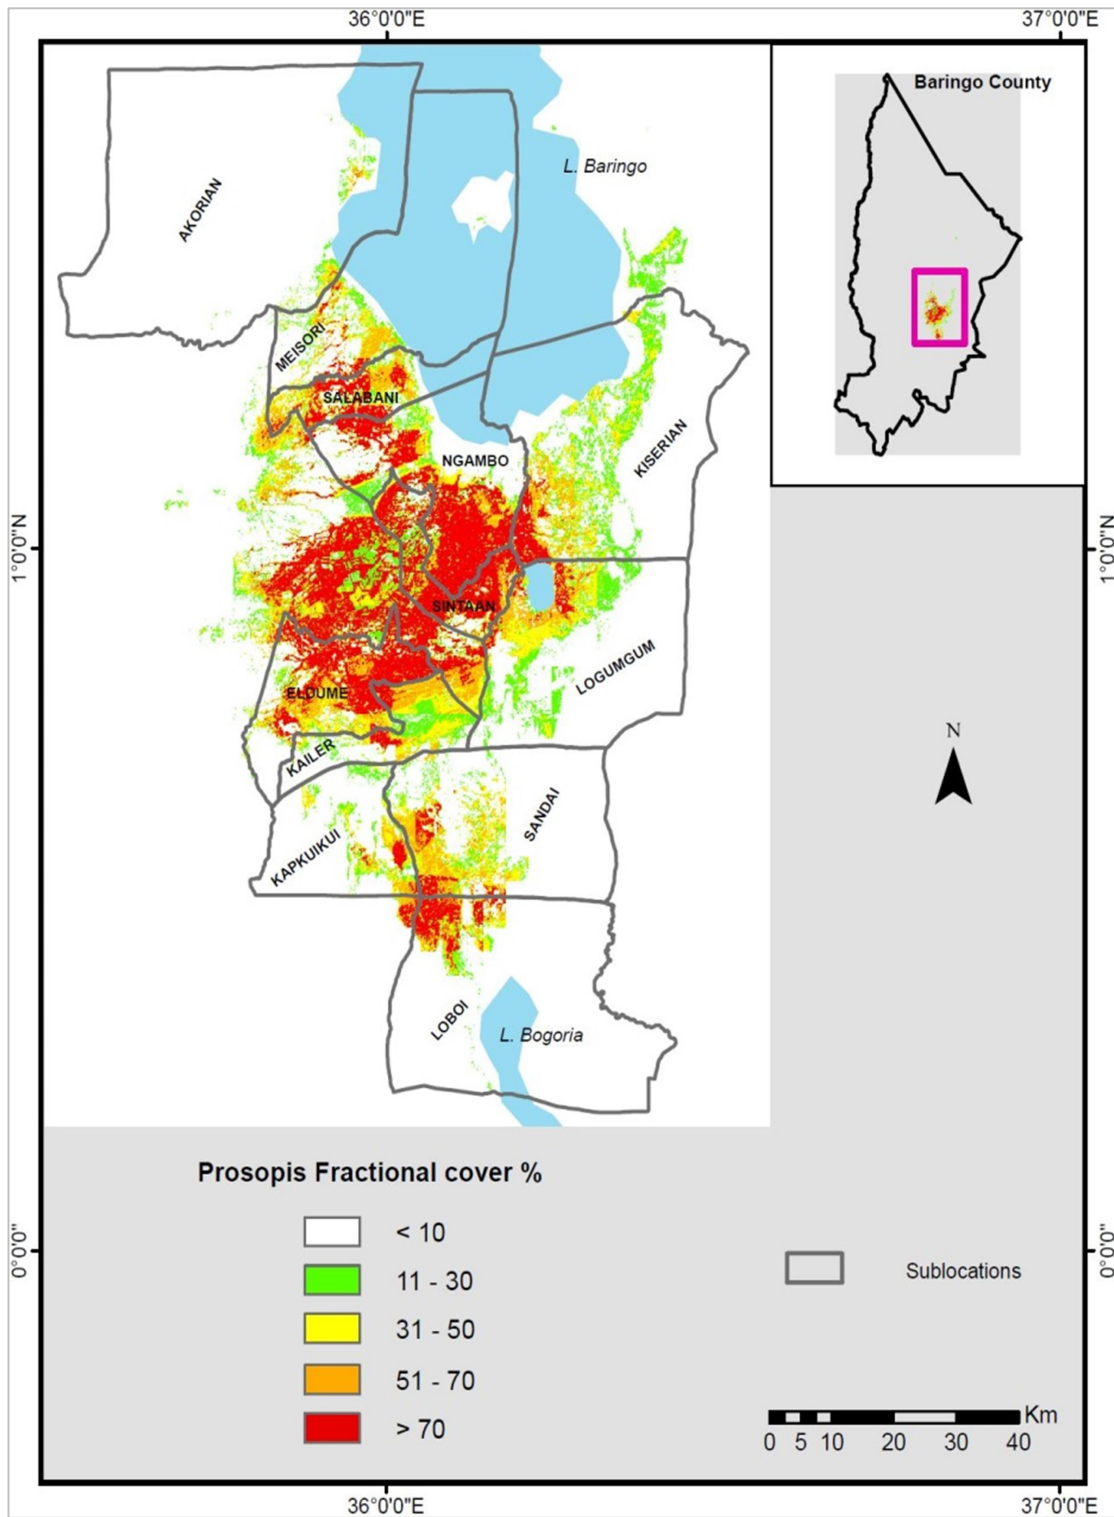 36°0'0"E
37°0'0"E
Baringo County
L. Baringo
AKORIAN
MEISORI
SALABANI
NGAMBO
KISERIAN
1°0'0"N
1°0'0"N
SINTAAN
LOGUMGUM
ELDUME
KAILER
N
SANDAI
KAPKUIKUI
LOBOI
L. Bogoria
Prosopis Fractional cover %
< 10
11 - 30
31 - 50
51 - 70
> 70
Sublocations
0°0'0"
0°0'0"
Km
0 5 10 20 30 40
36°0'0"E
37°0'0"E